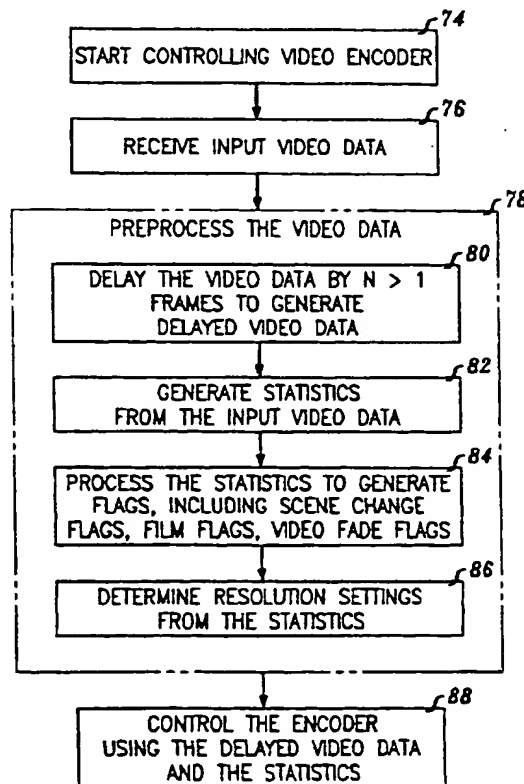 74
START CONTROLLING VIDEO ENCODER
76
RECEIVE INPUT VIDEO DATA
78
PREPROCESS THE VIDEO DATA
80
DELAY THE VIDEO DATA BY N > 1
FRAMES TO GENERATE
DELAYED VIDEO DATA
82
GENERATE STATISTICS
FROM THE INPUT VIDEO DATA
84
PROCESS THE STATISTICS TO GENERATE
FLAGS, INCLUDING SCENE CHANGE
FLAGS, FILM FLAGS, VIDEO FADE FLAGS
86
DETERMINE RESOLUTION SETTINGS
FROM THE STATISTICS
88
CONTROL THE ENCODER
USING THE DELAYED VIDEO DATA
AND THE STATISTICS